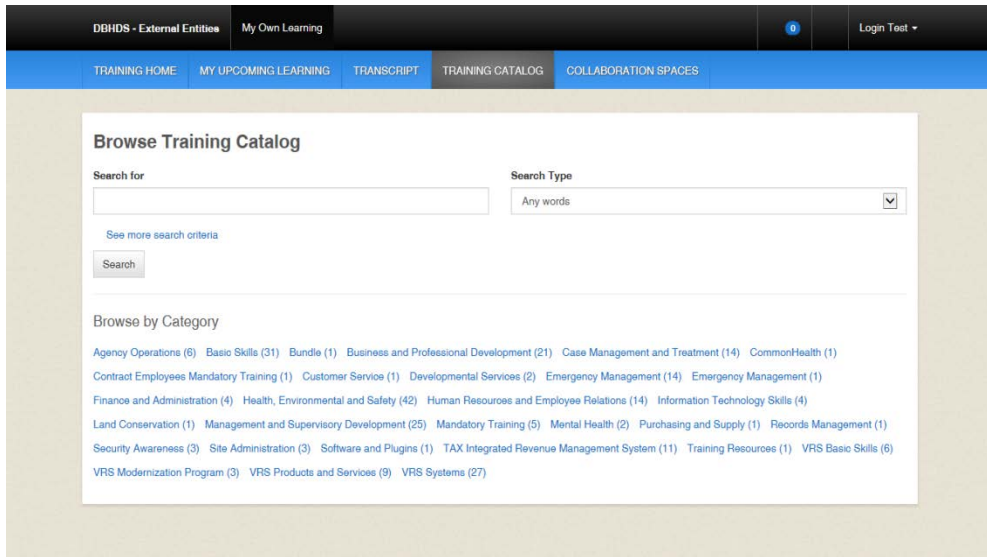 DBHDS - External Entities My Own Learning 0 Login Test
TRAINING HOME MY UPCOMING LEARNING TRANSCRIPT TRAINING CATALOG COLLABORATION SPACES
Browse Training Catalog
Search for Search Type
Any words
See more search criteria
Search
Browse by Category
Agency Operations (6) Basic Skills (31) Bundle (1) Business and Professional Development (21) Case Management and Treatment (14) CommonHealth (1)
Contract Employees Mandatory Training (1) Customer Service (1) Developmental Services (2) Emergency Management (14) Emergency Management (1)
Finance and Administration (4) Health, Environmental and Safety (42) Human Resources and Employee Relations (14) Information Technology Skills (4)
Land Conservation (1) Management and Supervisory Development (25) Mandatory Training (5) Mental Health (2) Purchasing and Supply (1) Records Management (1)
Security Awareness (3) Site Administration (3) Software and Plugins (1) TAX Integrated Revenue Management System (11) Training Resources (1) VRS Basic Skills (6)
VRS Modernization Program (3) VRS Products and Services (9) VRS Systems (27)